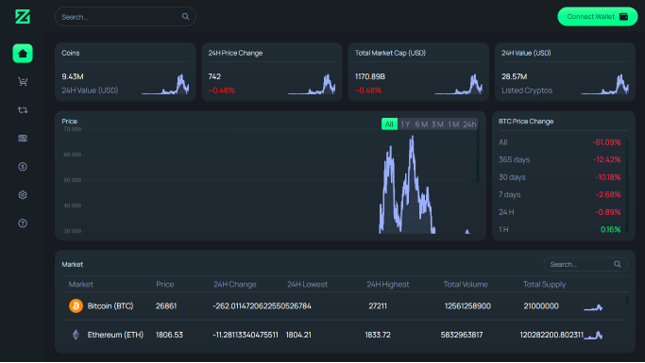 Search...
Connect Wallet
Coins
9.43M
24H Value (USD)
24H Price Change
742
-0.48%
Total Market Cap (USD)
1170.89B
-0.48%
24H Value (USD)
28.57M
Listed Cryptos
Price
All 1 Y 6 M 3 M 1 M 24h
70.000
60.000
50.000
40.000
30.000
BTC Price Change
All -61.09%
365 days -12.42%
30 days -10.18%
7 days -2.68%
24 H -0.89%
1 H 0.16%
Market
Search...
Market Price 24H Change 24H Lowest 24H Highest Total Volume Total Supply
Bitcoin (BTC) 26861 -262.0114720622550526784 27211 12561258900 21000000
Ethereum (ETH) 1806.53 -11.28113340475511 1804.21 1833.72 5832963817 120282200.802311